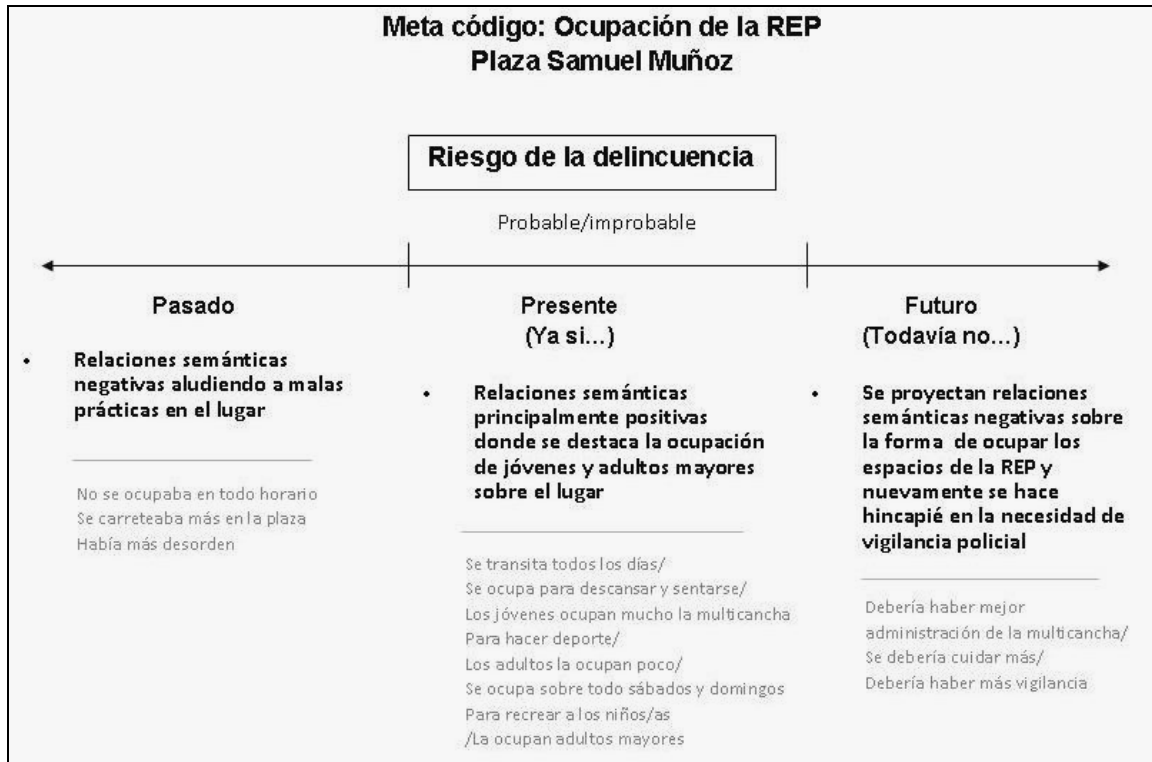 Meta código: Ocupación de la REP
Plaza Samuel Muñoz
Riesgo de la delincuencia
Probable/improbable
Pasado
• Relaciones semánticas
negativas aludiendo a malas
prácticas en el lugar
No se ocupaba en todo horario
Se carreteaba más en la plaza
Había más desorden
Presente
(Ya si...)
• Relaciones semánticas
principalmente positivas
donde se destaca la ocupación
de jóvenes y adultos mayores
sobre el lugar
Se transita todos los días/
Se ocupa para descansar y sentarse/
Los jóvenes ocupan mucho la multicancha
Para hacer deporte/
Los adultos la ocupan poco/
Se ocupa sobre todo sábados y domingos
Para recrear a los niños/as
/La ocupan adultos mayores
Futuro
(Todavía no...)
• Se proyectan relaciones
semánticas negativas sobre
la forma de ocupar los
espacios de la REP y
nuevamente se hace
hincapié en la necesidad de
vigilancia policial
Debería haber mejor
administración de la multicancha/
Se debería cuidar más/
Debería haber más vigilancia